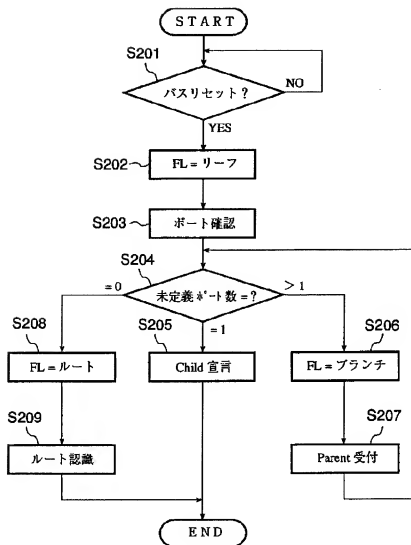 START
S201
バスリセット?
NO
YES
S202
FL = リーフ
S203
ポート確認
S204
未定義ポート数 = ?
= 0
> 1
S208
S205
= 1
S206
FL = ルート
Child 宣言
FL = ブランチ
S209
S207
ルート認識
Parent 受付
END